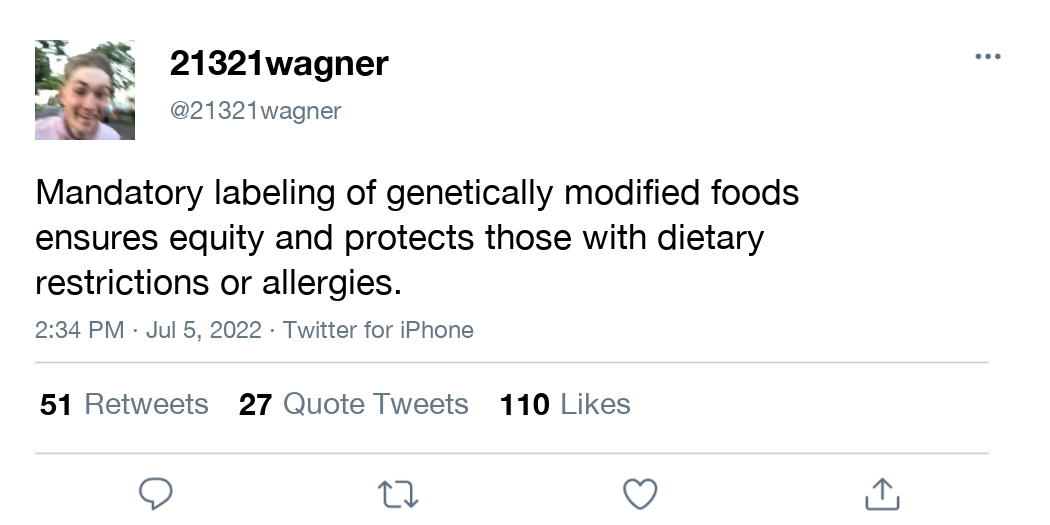 21321wagner
@21321wagner
Mandatory labeling of genetically modified foods
ensures equity and protects those with dietary
restrictions or allergies.
2:34 PM · Jul 5, 2022 · Twitter for iPhone
51 Retweets 27 Quote Tweets 110 Likes